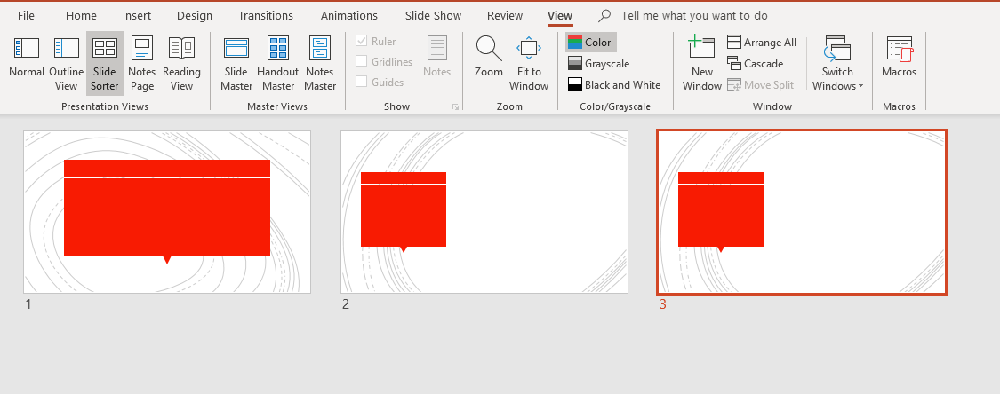 File Home Insert Design Transitions Animations Slide Show Review View Tell me what you want to do
Normal
Outline View
Slide Sorter
Notes Page
Reading View
Presentation Views
Slide Master
Handout Master
Notes Master
Master Views
Ruler
Gridlines
Guides
Notes
Show
Zoom
Fit to Window
Zoom
Color
Grayscale
Black and White
Color/Grayscale
New Window
Arrange All
Cascade
Move Split
Switch Windows
Window
Macros
Macros
1
2
3